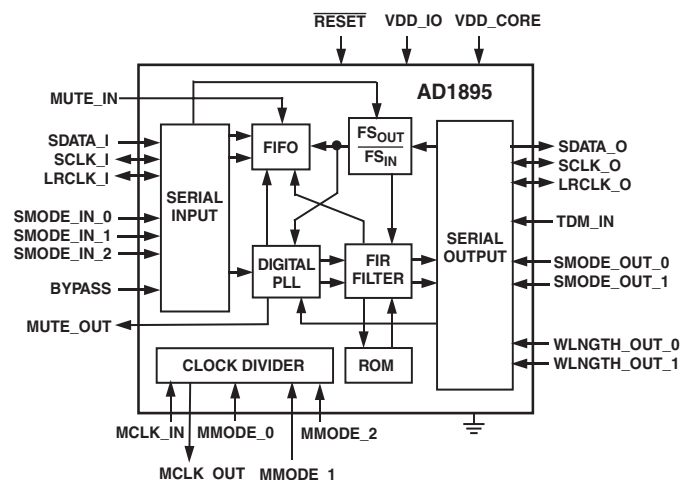 RESET VDD_IO VDD_CORE
AD1895
MUTE_IN
SDATA_I
SCLK_I
LRCLK_I
SMODE_IN_0
SMODE_IN_1
SMODE_IN_2
BYPASS
MUTE_OUT
SERIAL
INPUT
FIFO
FSOUT
FSIN
DIGITAL
PLL
FIR
FILTER
ROM
CLOCK DIVIDER
SERIAL
OUTPUT
SDATA_O
SCLK_O
LRCLK_O
TDM_IN
SMODE_OUT_0
SMODE_OUT_1
WLNGTH_OUT_0
WLNGTH_OUT_1
MCLK_IN MMODE_0 MMODE_2
MCLK_OUT MMODE_1